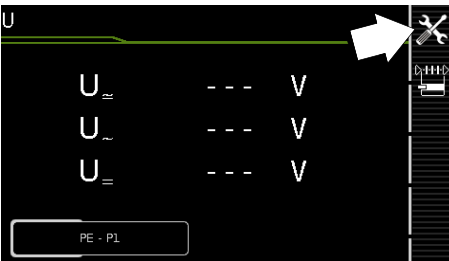 U
U≃ --- V
U~ --- V
U= --- V
PE - P1